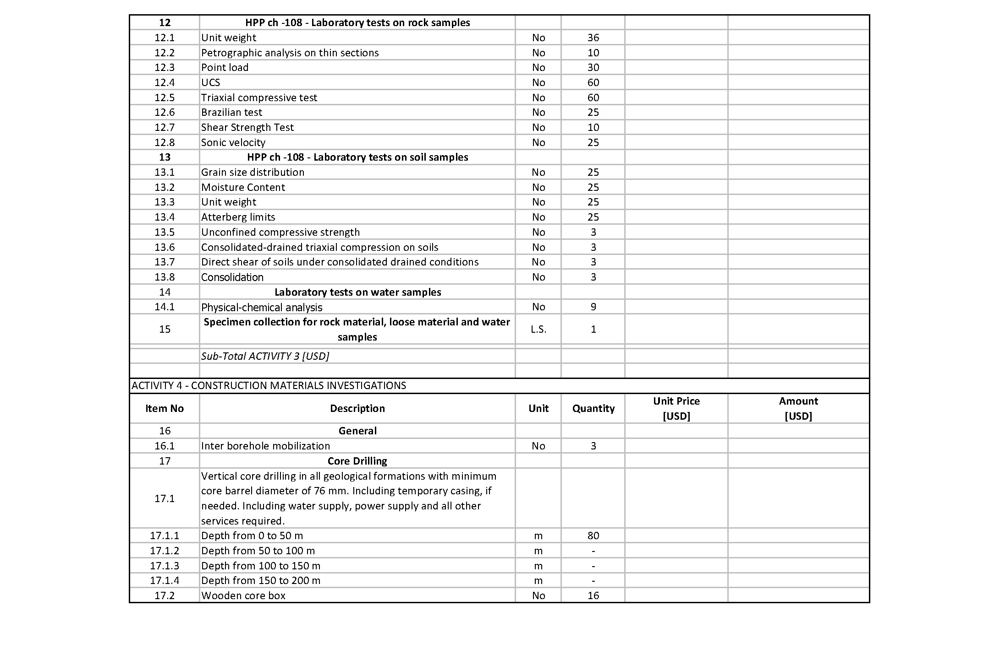 12 HPP ch -108 - Laboratory tests on rock samples
12.1 Unit weight No 36
12.2 Petrographic analysis on thin sections No 10
12.3 Point load No 30
12.4 UCS No 60
12.5 Triaxial compressive test No 60
12.6 Brazilian test No 25
12.7 Shear Strength Test No 10
12.8 Sonic velocity No 25
13 HPP ch -108 - Laboratory tests on soil samples
13.1 Grain size distribution No 25
13.2 Moisture Content No 25
13.3 Unit weight No 25
13.4 Atterberg limits No 25
13.5 Unconfined compressive strength No 3
13.6 Consolidated-drained triaxial compression on soils No 3
13.7 Direct shear of soils under consolidated drained conditions No 3
13.8 Consolidation No 3
14 Laboratory tests on water samples
14.1 Physical-chemical analysis No 9
15 Specimen collection for rock material, loose material and water
samples L.S. 1
Sub-Total ACTIVITY 3 [USD]
ACTIVITY 4 - CONSTRUCTION MATERIALS INVESTIGATIONS
Item No Description Unit Quantity Unit Price Amount
[USD] [USD]
16 General
16.1 Inter borehole mobilization No 3
17 Core Drilling
17.1 Vertical core drilling in all geological formations with minimum
core barrel diameter of 76 mm. Including temporary casing, if
needed. Including water supply, power supply and all other
services required.
17.1.1 Depth from 0 to 50 m m 80
17.1.2 Depth from 50 to 100 m m -
17.1.3 Depth from 100 to 150 m m -
17.1.4 Depth from 150 to 200 m m -
17.2 Wooden core box No 16